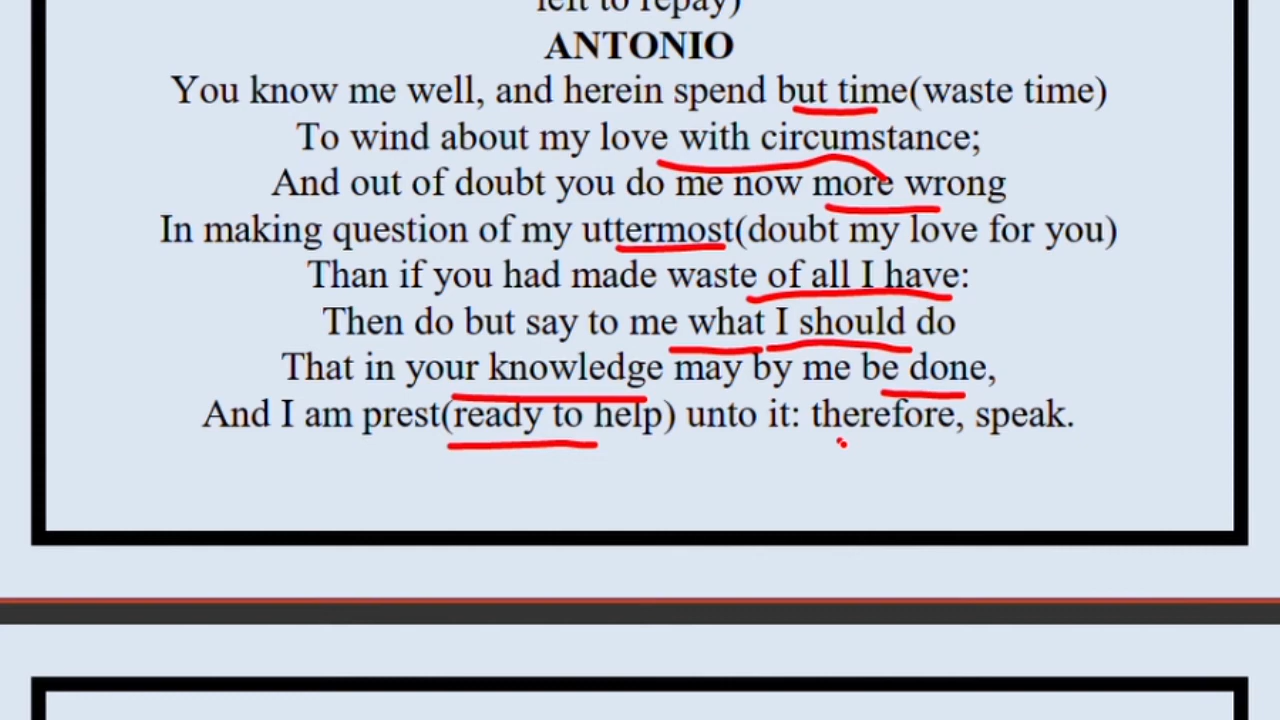 left to repay)
ANTONIO
You know me well, and herein spend but time(waste time)
To wind about my love with circumstance;
And out of doubt you do me now more wrong
In making question of my uttermost(doubt my love for you)
Than if you had made waste of all I have:
Then do but say to me what I should do
That in your knowledge may by me be done,
And I am prest(ready to help) unto it: therefore, speak.